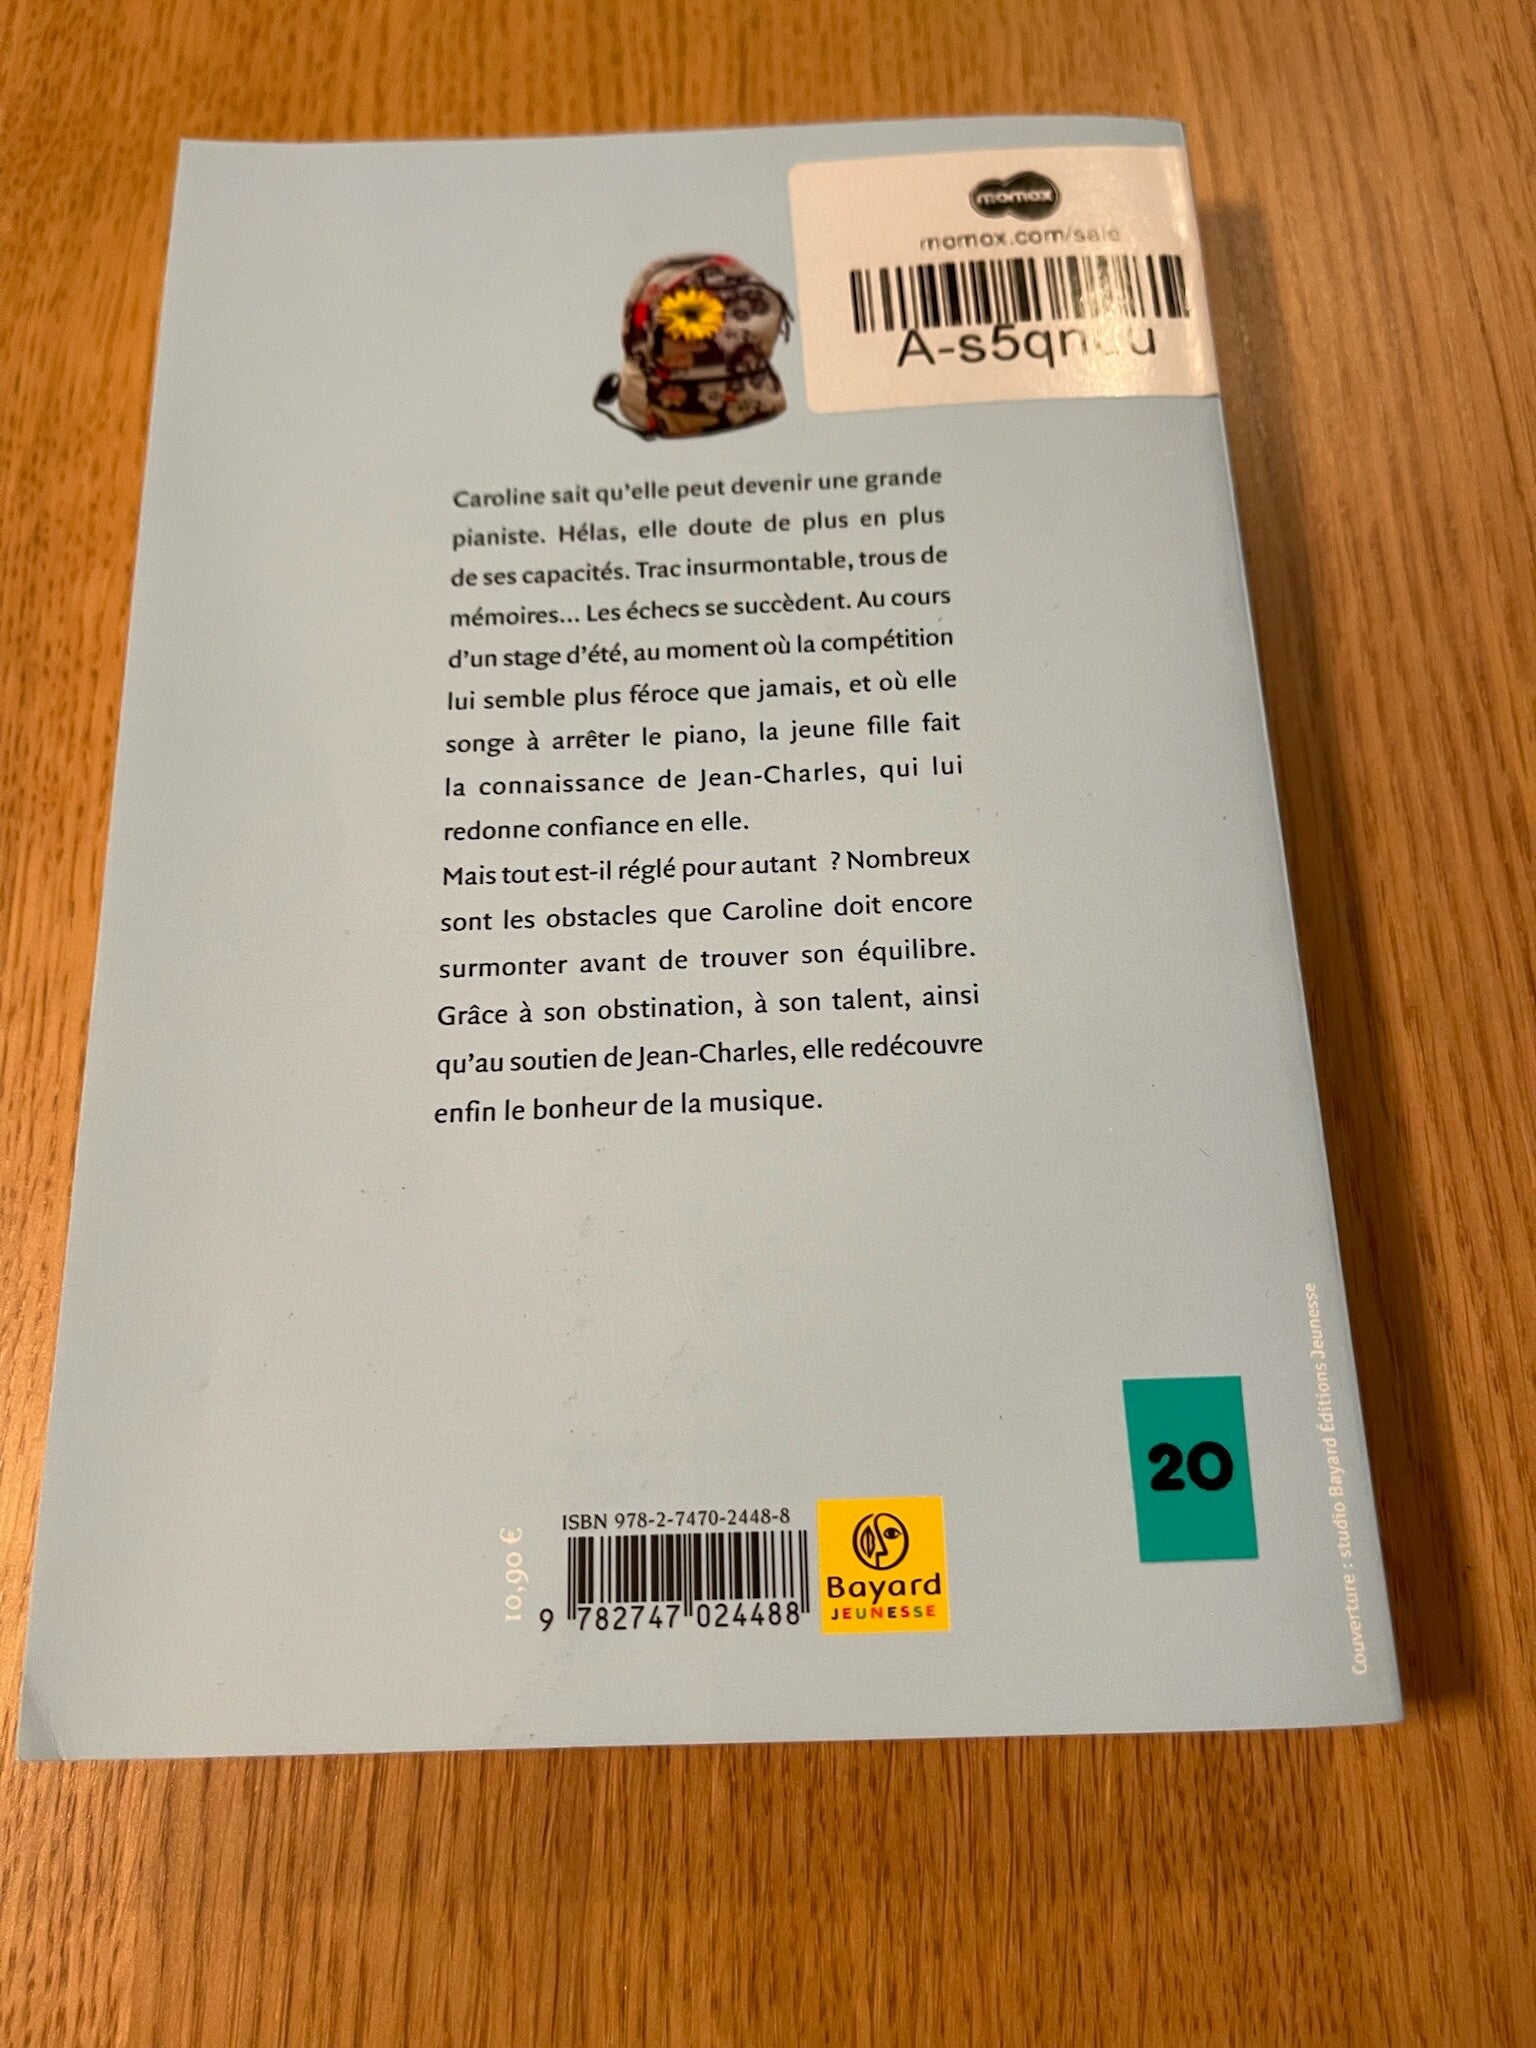 momox
momox.com/sale
Caroline sait qu'elle peut devenir une grande
pianiste. Hélas, elle doute de plus en plus
de ses capacités. Trac insurmontable, trous de
mémoires... Les échecs se succèdent. Au cours
d'un stage d'été, au moment où la compétition
lui semble plus féroce que jamais, et où elle
songe à arrêter le piano, la jeune fille fait
la connaissance de Jean-Charles, qui lui
redonne confiance en elle.
Mais tout est-il réglé pour autant ? Nombreux
sont les obstacles que Caroline doit encore
surmonter avant de trouver son équilibre.
Grâce à son obstination, à son talent, ainsi
qu'au soutien de Jean-Charles, elle redécouvre
enfin le bonheur de la musique.
20
Couverture : studio Bayard Éditions Jeunesse
10,90 €
ISBN 978-2-7470-2448-8
9 782747 024488
Bayard
JEUNESSE